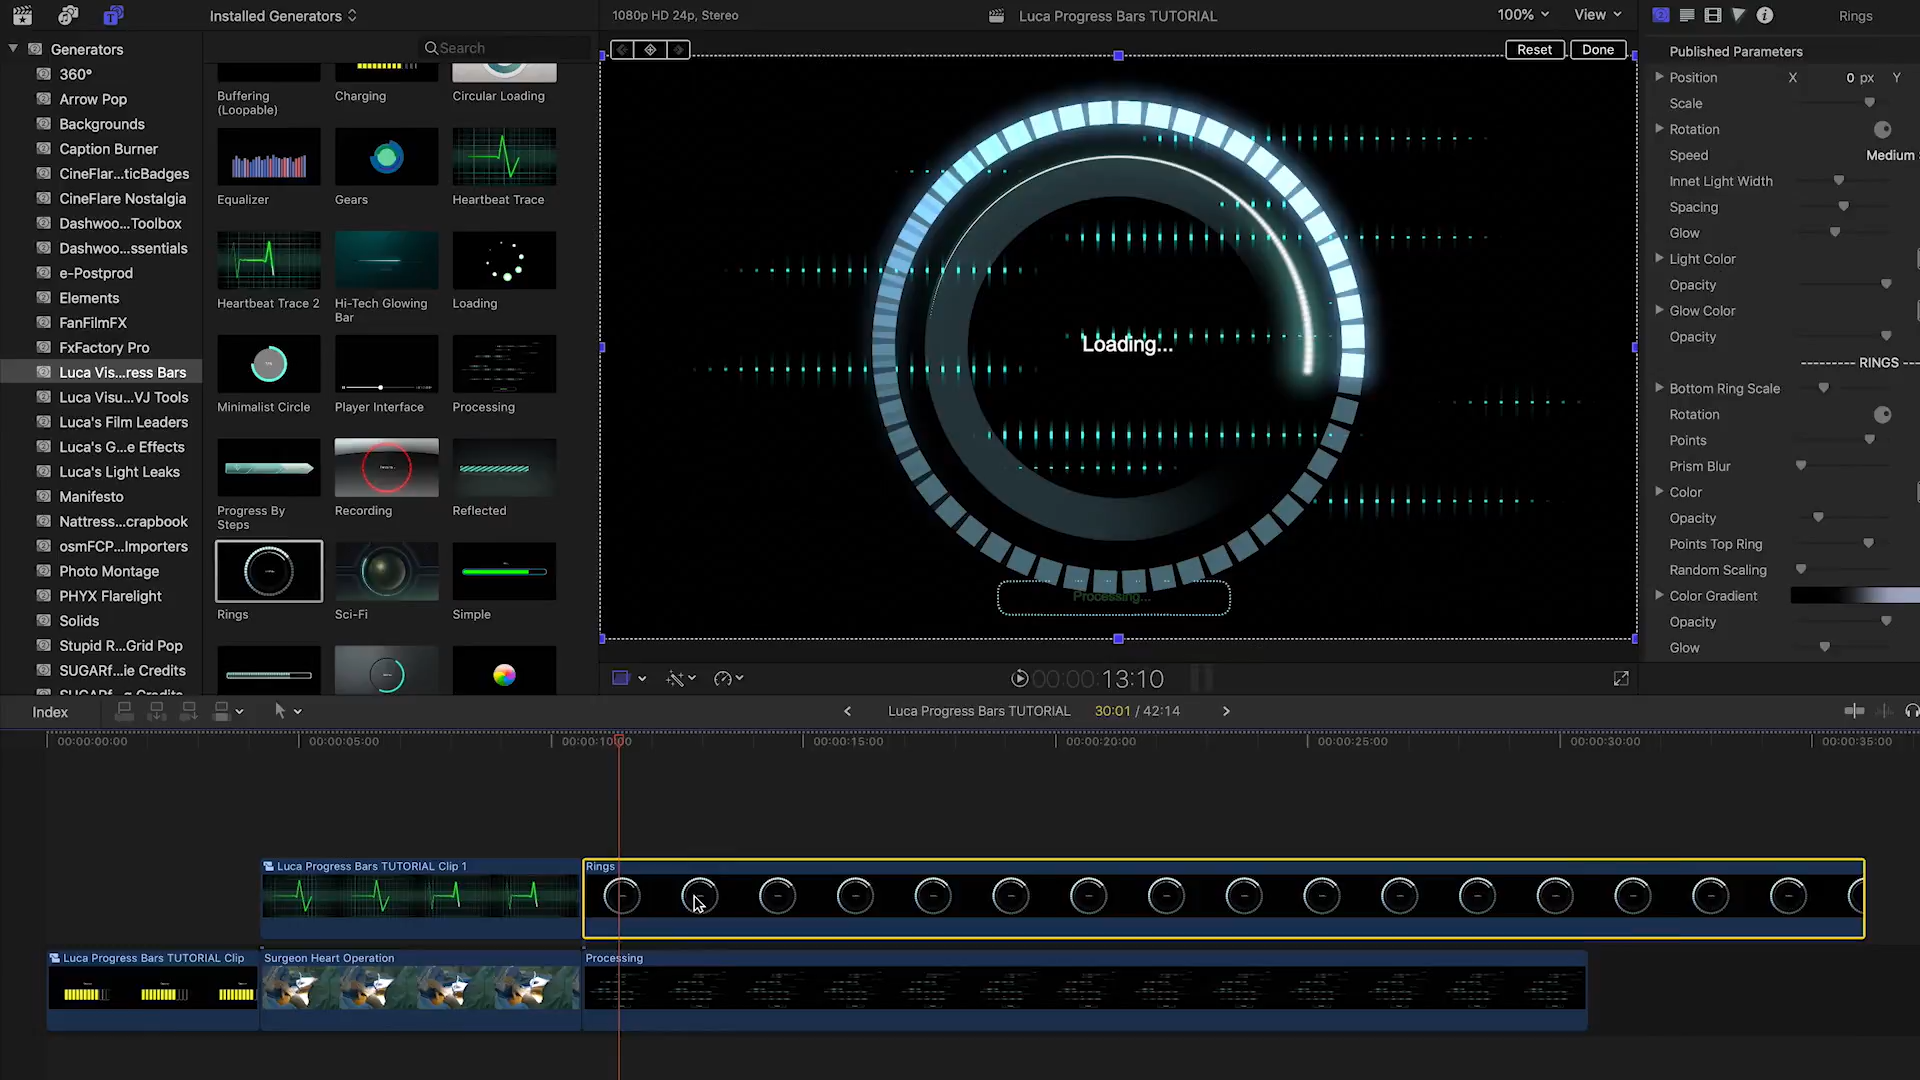 Installed Generators
1080p HD 24p, Stereo
Luca Progress Bars TUTORIAL
100%
View
Rings
Generators
360°
Arrow Pop
Backgrounds
Caption Burner
CineFlar...ticBadges
CineFlare Nostalgia
Dashwoo...Toolbox
Dashwoo...ssentials
e-Postprod
Elements
FanFilmFX
FxFactory Pro
Luca Vis...ress Bars
Luca Visu...VJ Tools
Luca's Film Leaders
Luca's G...e Effects
Luca's Light Leaks
Manifesto
Nattress...crapbook
osmFCP...Importers
Photo Montage
PHYX Flarelight
Solids
Stupid R...Grid Pop
SUGARf...ie Credits
SUGARf...g Credits
Search
Buffering
(Loopable)
Charging
Circular Loading
Equalizer
Gears
Heartbeat Trace
Heartbeat Trace 2
Hi-Tech Glowing
Bar
Loading
Minimalist Circle
Player Interface
Processing
Progress By
Steps
Recording
Reflected
Rings
Sci-Fi
Simple
Reset
Done
Loading...
Processing...
Published Parameters
Position X 0 px Y
Scale
Rotation
Speed Medium
Innet Light Width
Spacing
Glow
Light Color
Opacity
Glow Color
Opacity
-------- RINGS ---
Bottom Ring Scale
Rotation
Points
Prism Blur
Color
Opacity
Points Top Ring
Random Scaling
Color Gradient
Opacity
Glow
00:00:13:10
Index
Luca Progress Bars TUTORIAL
30:01 / 42:14
00:00:00:00
00:00:05:00
00:00:10:00
00:00:15:00
00:00:20:00
00:00:25:00
00:00:30:00
00:00:35:00
Luca Progress Bars TUTORIAL Clip 1
Rings
Luca Progress Bars TUTORIAL Clip
Surgeon Heart Operation
Processing